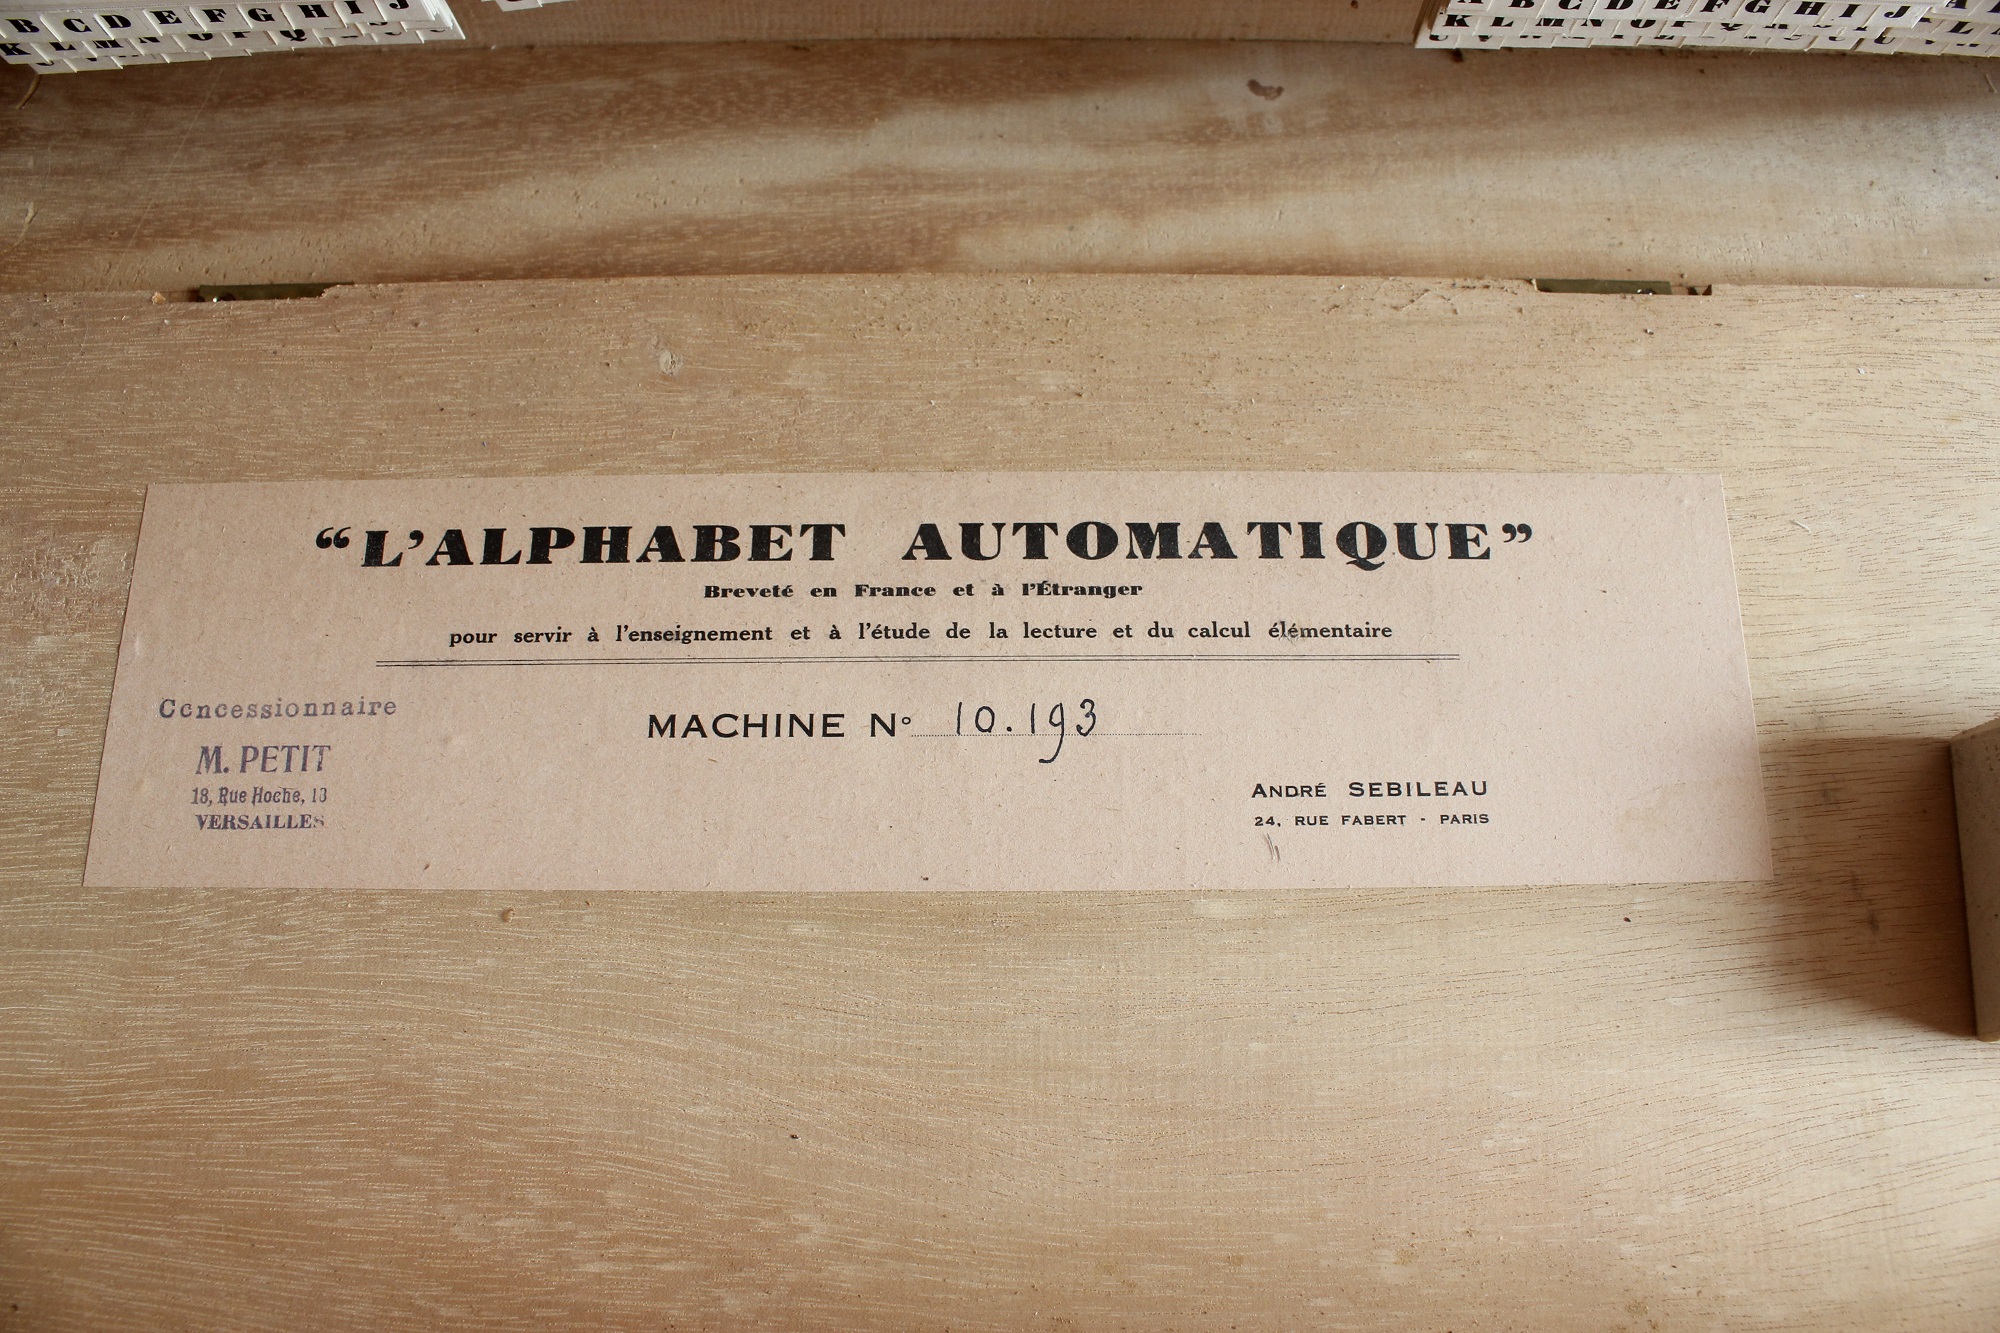 B C D E F G H I J
K L M N O P Q
A B C D E F G H I J
K L M N O P Q R
“L’ALPHABET AUTOMATIQUE”
Breveté en France et à l’Étranger
pour servir à l’enseignement et à l’étude de la lecture et du calcul élémentaire
Concessionnaire
M. PETIT
18, Rue Hoche, 18
VERSAILLES
MACHINE N° 10.193
ANDRÉ SEBILEAU
24, RUE FABERT - PARIS